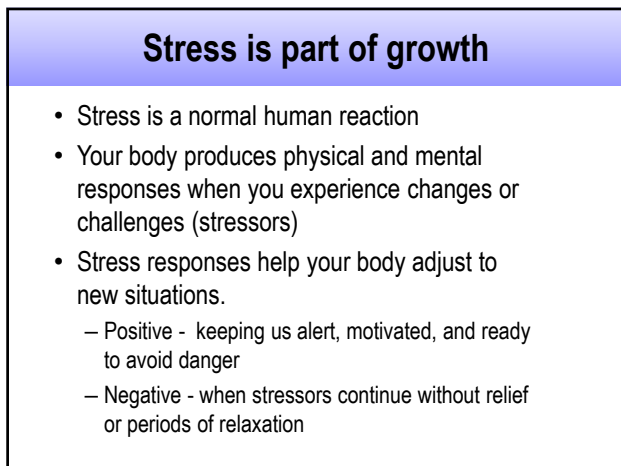 Stress is part of growth
• Stress is a normal human reaction
• Your body produces physical and mental
responses when you experience changes or
challenges (stressors)
• Stress responses help your body adjust to
new situations.
– Positive - keeping us alert, motivated, and ready
to avoid danger
– Negative - when stressors continue without relief
or periods of relaxation